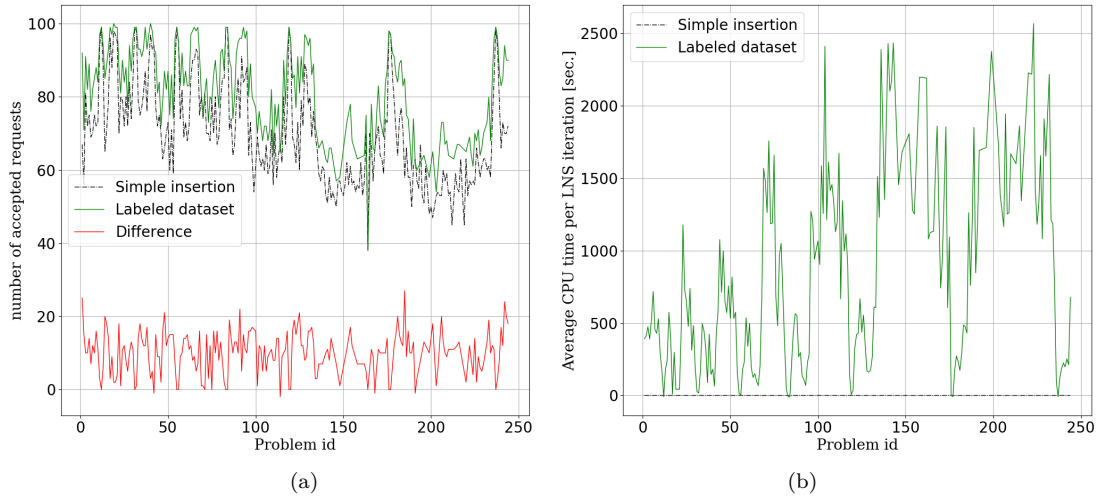 100
80
60
40
20
0
number of accepted requests
Simple insertion
Labeled dataset
Difference
0
50
100
150
200
250
Problem id
(a)
2500
2000
1500
1000
500
0
Average CPU time per LNS iteration [sec.]
Simple insertion
Labeled dataset
0
50
100
150
200
250
Problem id
(b)